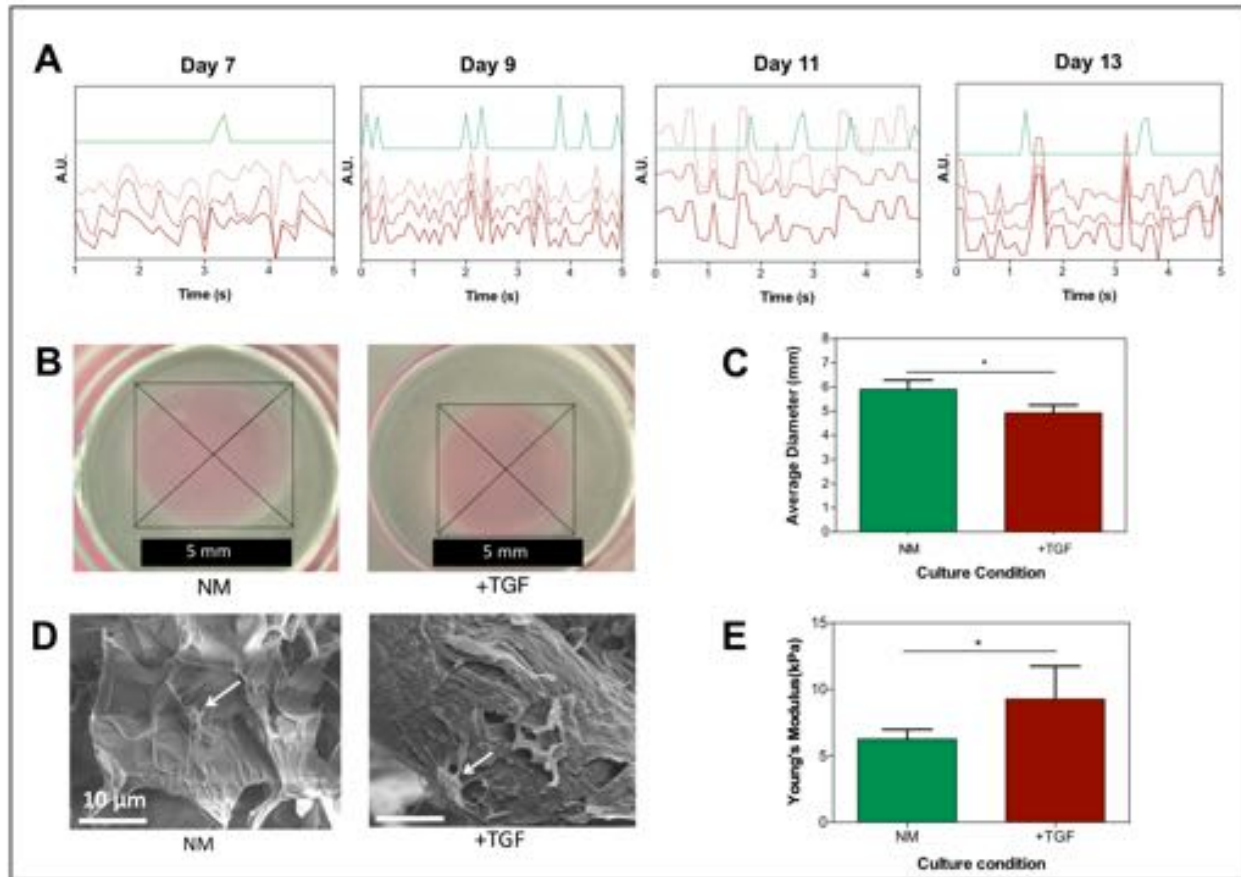 A
Day 7
Day 9
Day 11
Day 13
A.U.
A.U.
A.U.
A.U.
1 2 3 4 5
0 1 2 3 4 5
0 1 2 3 4 5
0 1 2 3 4 5
Time (s)
Time (s)
Time (s)
Time (s)
B
5 mm
NM
5 mm
+TGF
C
Average Diameter (mm)
8
7
6
5
4
3
2
1
0
*
NM
+TGF
Culture Condition
D
10 µm
NM
+TGF
E
Young's Modulus(kPa)
15
10
5
0
*
NM
+TGF
Culture condition